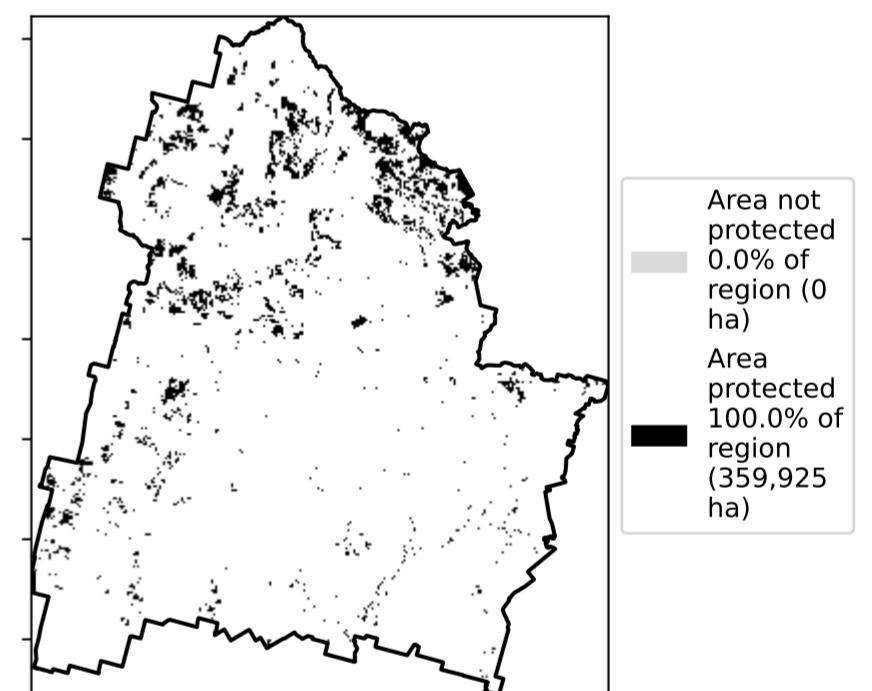 Area not
protected
0.0% of
region (0
ha)
Area
protected
100.0% of
region
(359,925
ha)